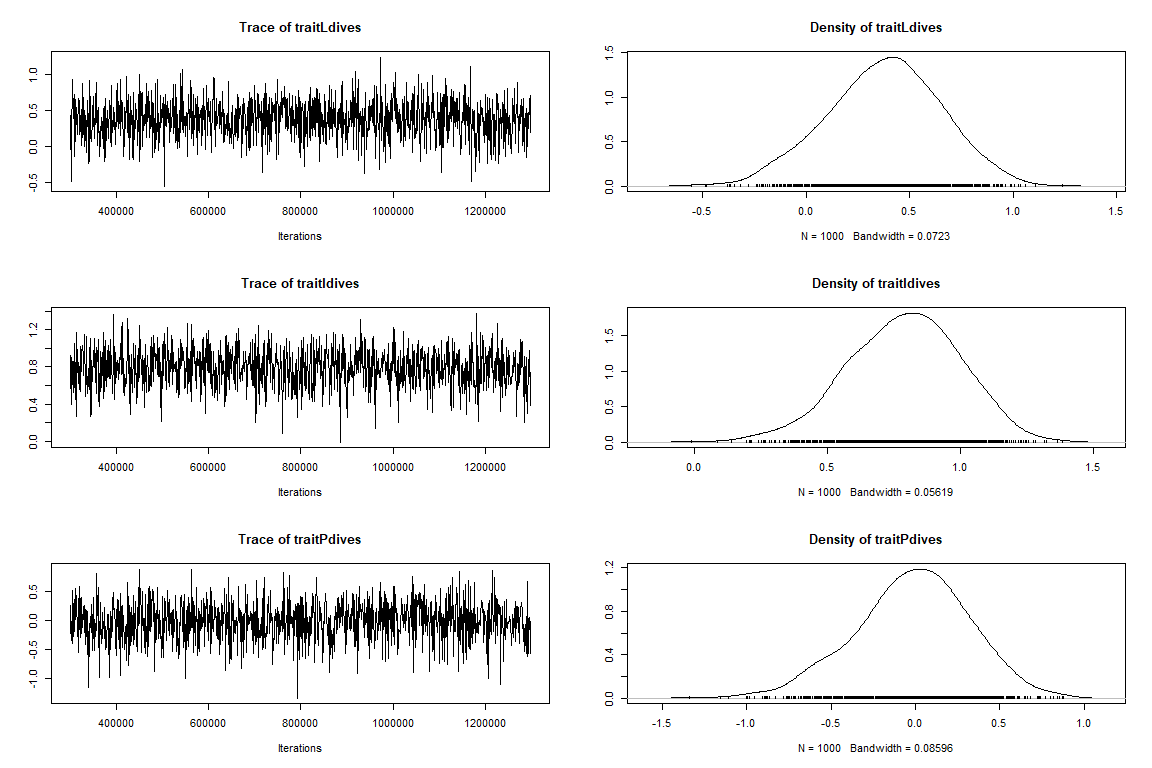 Trace of traitLdives
Density of traitLdives
-0.5 0.0 0.5 1.0
0.0 0.5 1.0 1.5
400000 600000 800000 1000000 1200000
-0.5 0.0 0.5 1.0 1.5
Iterations
N = 1000 Bandwidth = 0.0723
Trace of traitIdives
Density of traitIdives
0.0 0.4 0.8 1.2
0.0 0.5 1.0 1.5
400000 600000 800000 1000000 1200000
0.0 0.5 1.0 1.5
Iterations
N = 1000 Bandwidth = 0.05619
Trace of traitPdives
Density of traitPdives
-1.0 -0.5 0.0 0.5
0.0 0.4 0.8 1.2
400000 600000 800000 1000000 1200000
-1.5 -1.0 -0.5 0.0 0.5 1.0
Iterations
N = 1000 Bandwidth = 0.08596